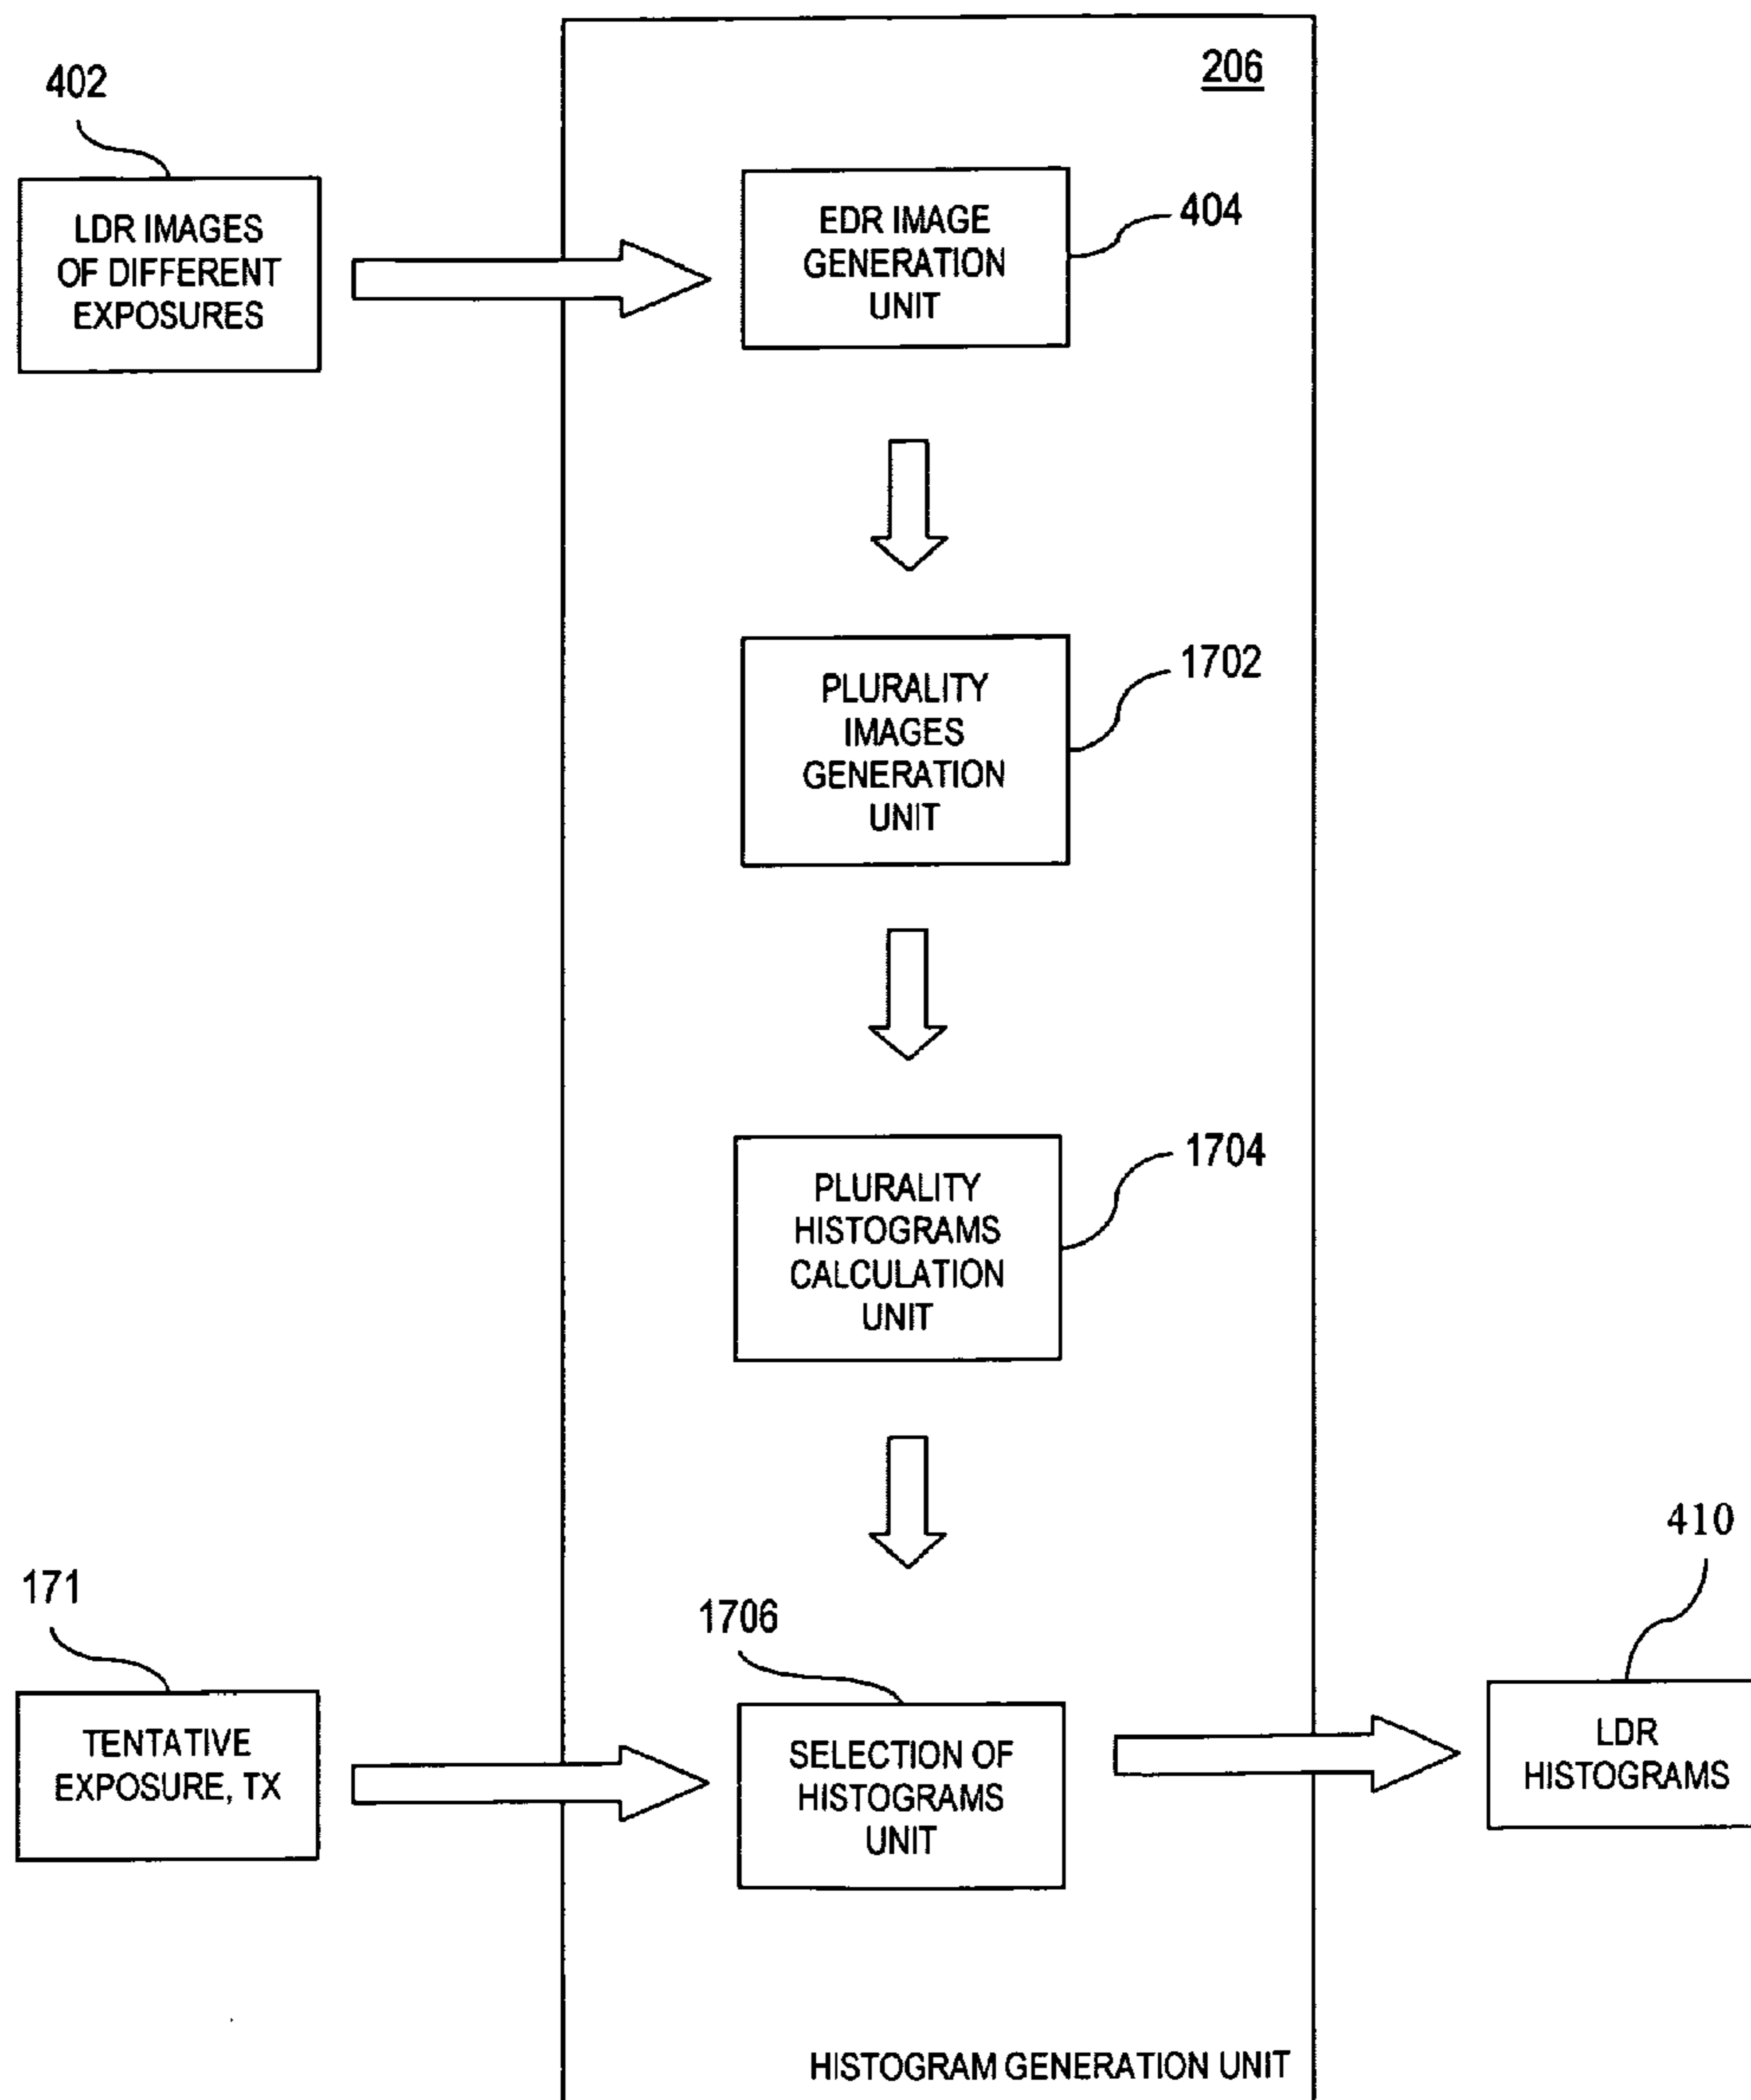 206
402
LDR IMAGES
OF DIFFERENT
EXPOSURES
EDR IMAGE
GENERATION
UNIT
404
PLURALITY
IMAGES
GENERATION
UNIT
1702
PLURALITY
HISTOGRAMS
CALCULATION
UNIT
1704
171
TENTATIVE
EXPOSURE, TX
1706
SELECTION OF
HISTOGRAMS
UNIT
410
LDR
HISTOGRAMS
HISTOGRAM GENERATION UNIT